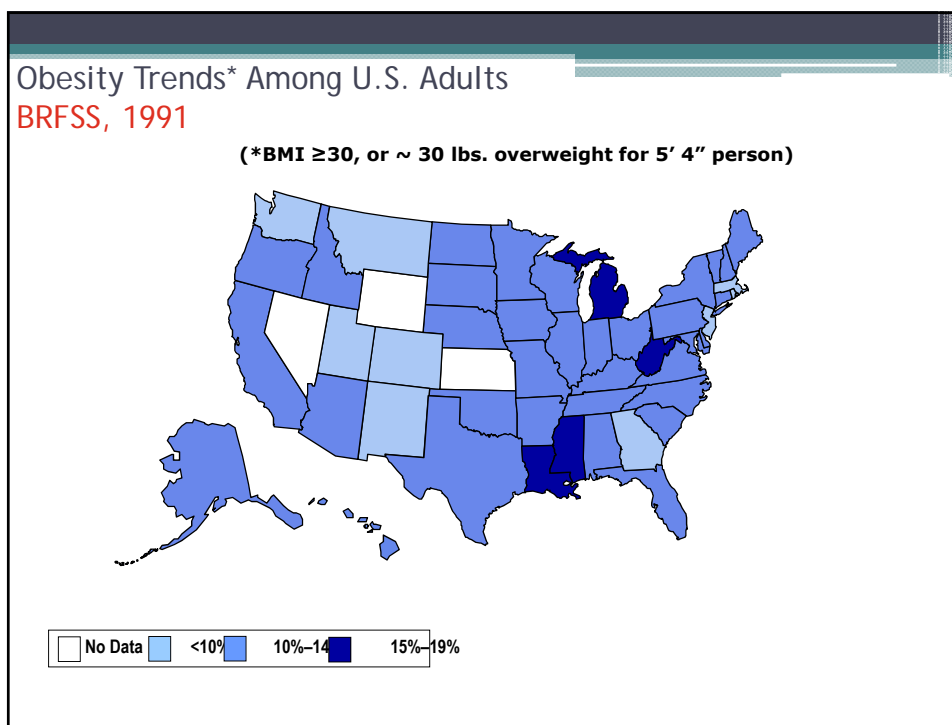 Obesity Trends* Among U.S. Adults
BRFSS, 1991
(*BMI ≥30, or ~ 30 lbs. overweight for 5’ 4” person)
No Data <10% 10%–14 15%–19%